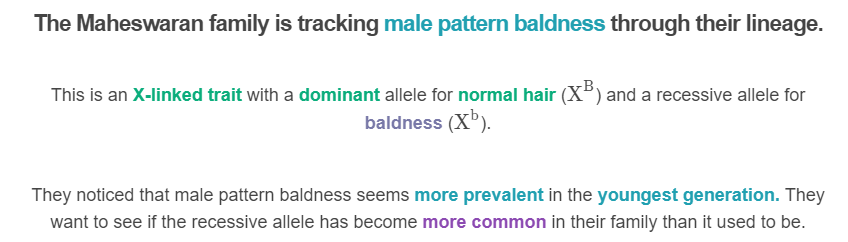 The Maheswaran family is tracking male pattern baldness through their lineage.
This is an X-linked trait with a dominant allele for normal hair (X^B) and a recessive allele for
baldness (X^b).
They noticed that male pattern baldness seems more prevalent in the youngest generation. They
want to see if the recessive allele has become more common in their family than it used to be.